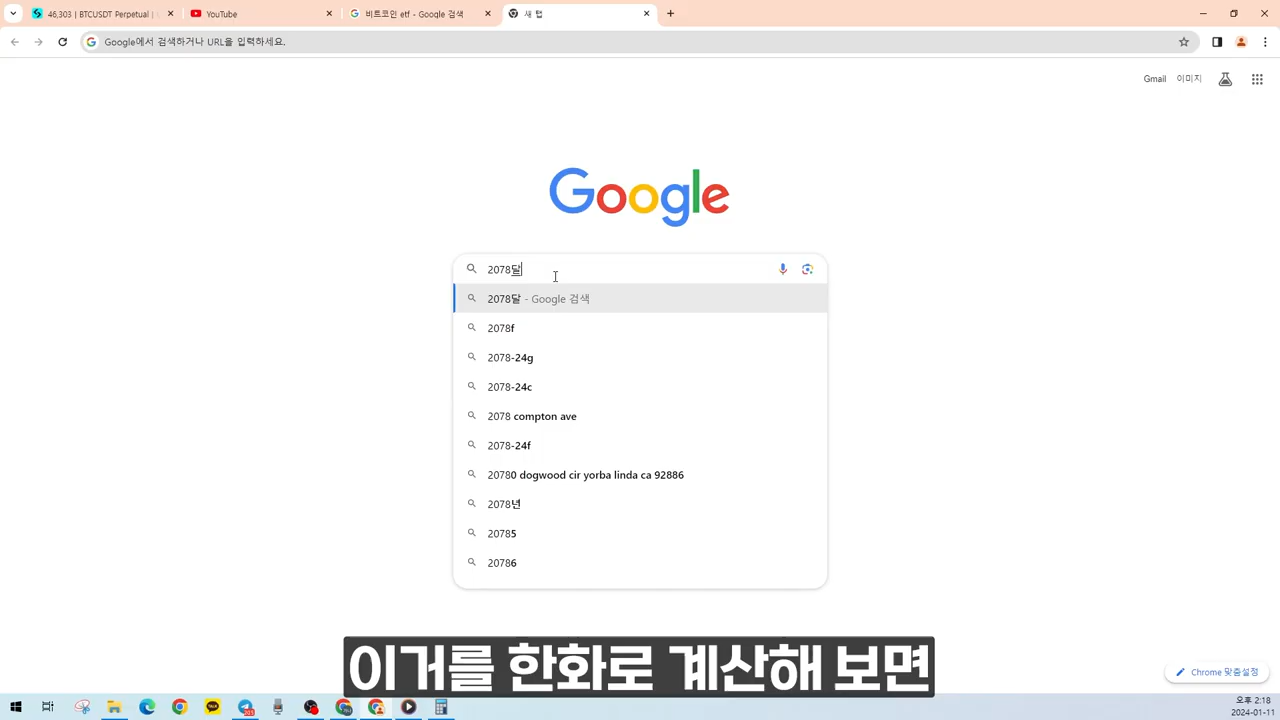 46,303 | BTCUSDT Perpetual |
YouTube
비트코인 etf - Google 검색
새 탭
Google에서 검색하거나 URL을 입력하세요.
Gmail 이미지
Google
2078달
2078달 - Google 검색
2078f
2078-24g
2078-24c
2078 compton ave
2078-24f
20780 dogwood cir yorba linda ca 92886
2078년
20785
20786
이거를 한화로 계산해 보면
Chrome 맞춤설정
TALK
오후 2:18
2024-01-11